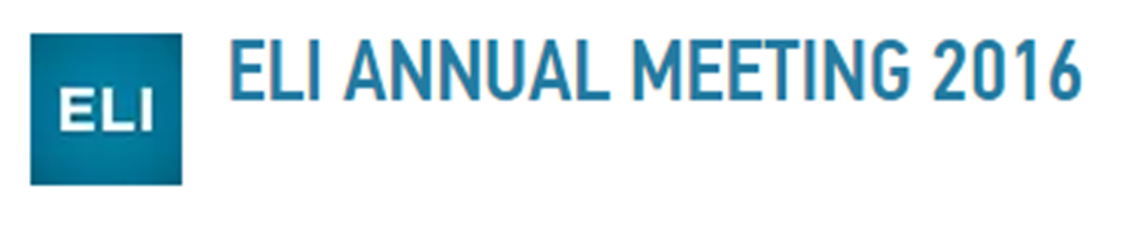 ELI
ELI ANNUAL MEETING 2016